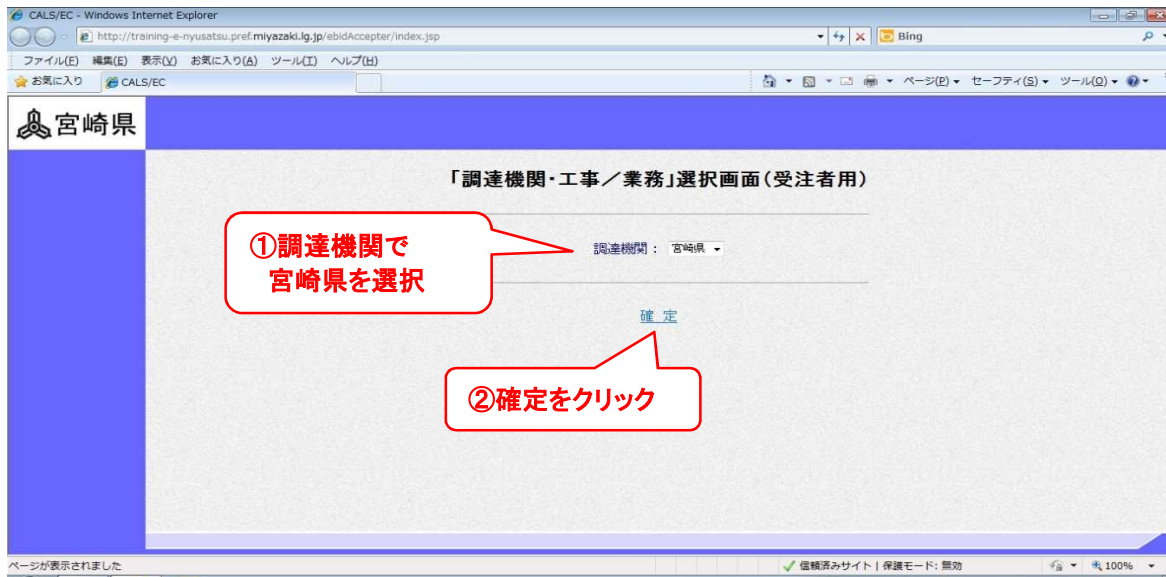 CALS/EC - Windows Internet Explorer
http://training-e-nyusatsu.pref.miyazaki.lg.jp/ebidAccepter/index.jsp
Bing
ファイル(F) 編集(E) 表示(V) お気に入り(A) ツール(T) ヘルプ(H)
お気に入り CALS/EC ページ(P) セーフティ(S) ツール(O)
宮崎県
「調達機関・工事／業務」選択画面(受注者用)
①調達機関で
宮崎県を選択
調達機関： 宮崎県
確 定
②確定をクリック
ページが表示されました 信頼済みサイト | 保護モード: 無効 100%